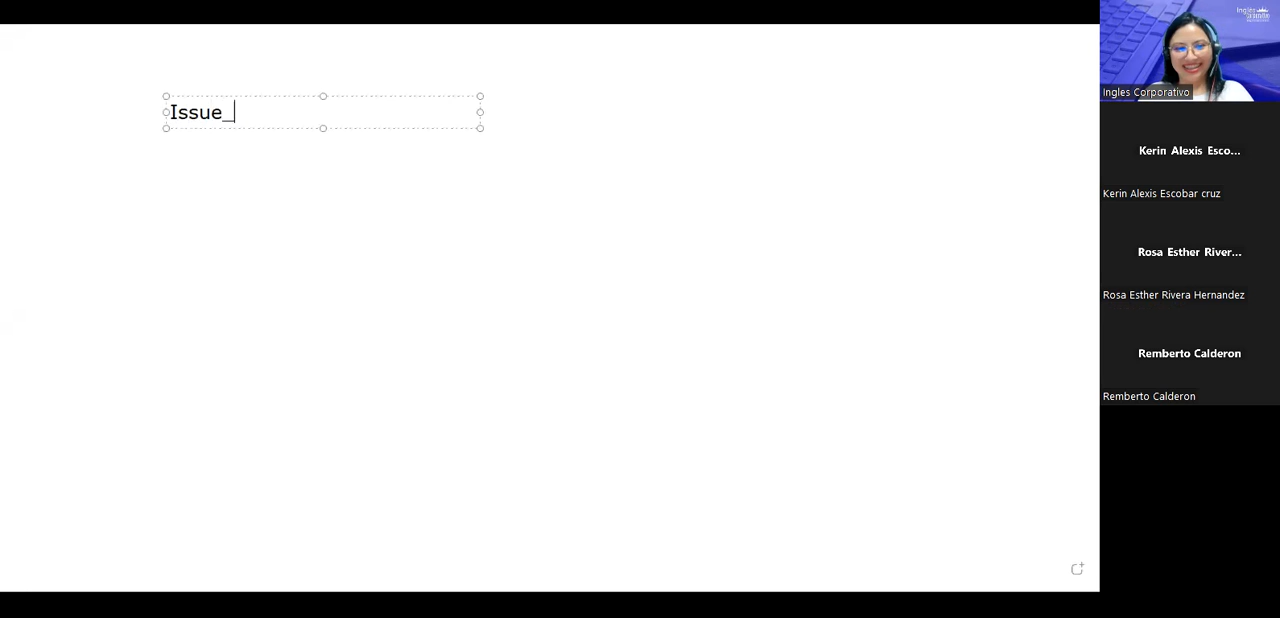 Issue_
Ingles
Ingles Corporativo
Kerin Alexis Esco...
Kerin Alexis Escobar cruz
Rosa Esther River...
Rosa Esther Rivera Hernandez
Remberto Calderon
Remberto Calderon